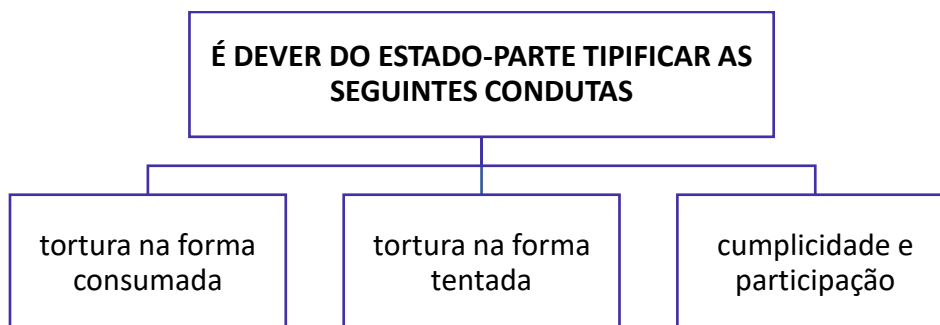 É DEVER DO ESTADO-PARTE TIPIFICAR AS
SEGUINTES CONDUTAS
tortura na forma
consumada
tortura na forma
tentada
cumplicidade e
participação